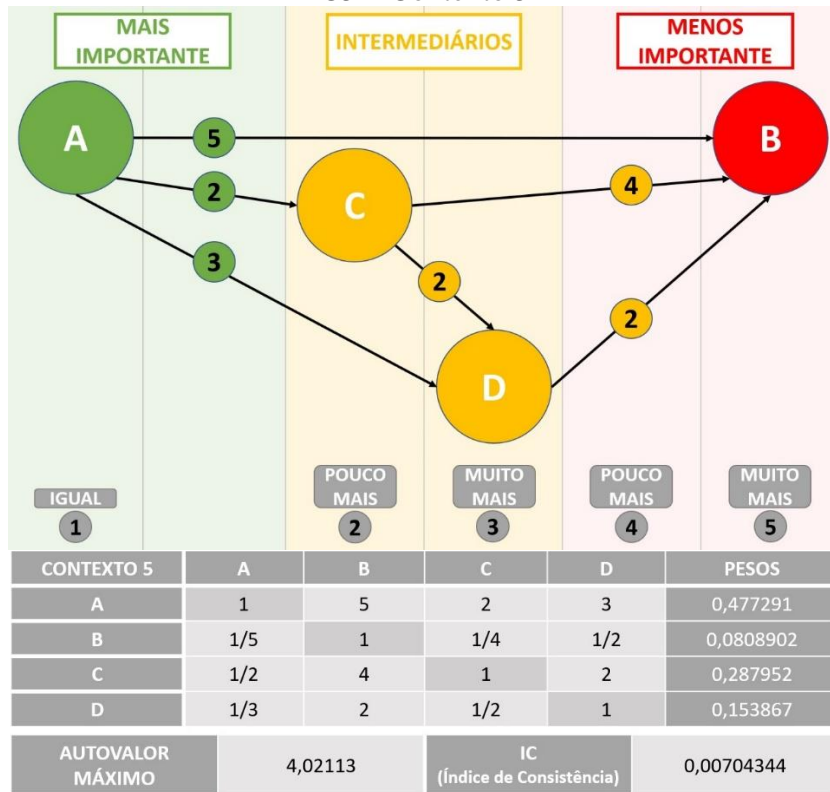 MAIS
IMPORTANTE
INTERMEDIÁRIOS
MENOS
IMPORTANTE
A
5
B
2
C
4
3
2
2
D
IGUAL
1
POUCO
MAIS
2
MUITO
MAIS
3
POUCO
MAIS
4
MUITO
MAIS
5
CONTEXTO 5 A B C D PESOS
A 1 5 2 3 0,477291
B 1/5 1 1/4 1/2 0,0808902
C 1/2 4 1 2 0,287952
D 1/3 2 1/2 1 0,153867
AUTOVALOR
MÁXIMO
4,02113
IC
(Índice de Consistência)
0,00704344